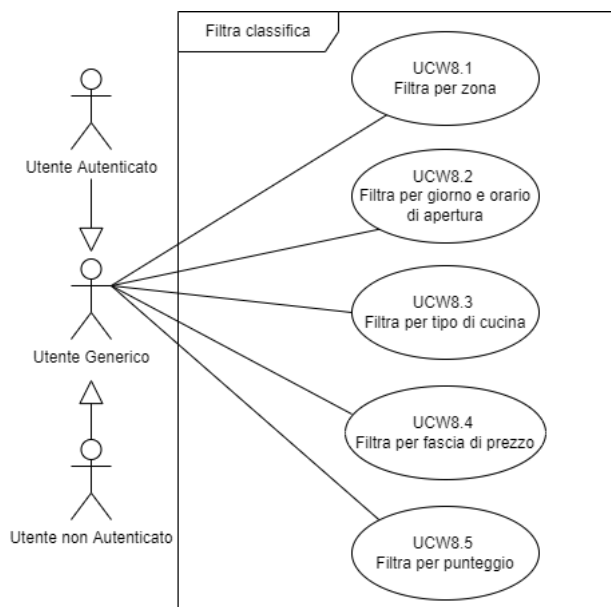 Filtra classifica
UCW8.1
Filtra per zona
Utente Autenticato
UCW8.2
Filtra per giorno e orario
di apertura
UCW8.3
Filtra per tipo di cucina
Utente Generico
UCW8.4
Filtra per fascia di prezzo
Utente non Autenticato
UCW8.5
Filtra per punteggio